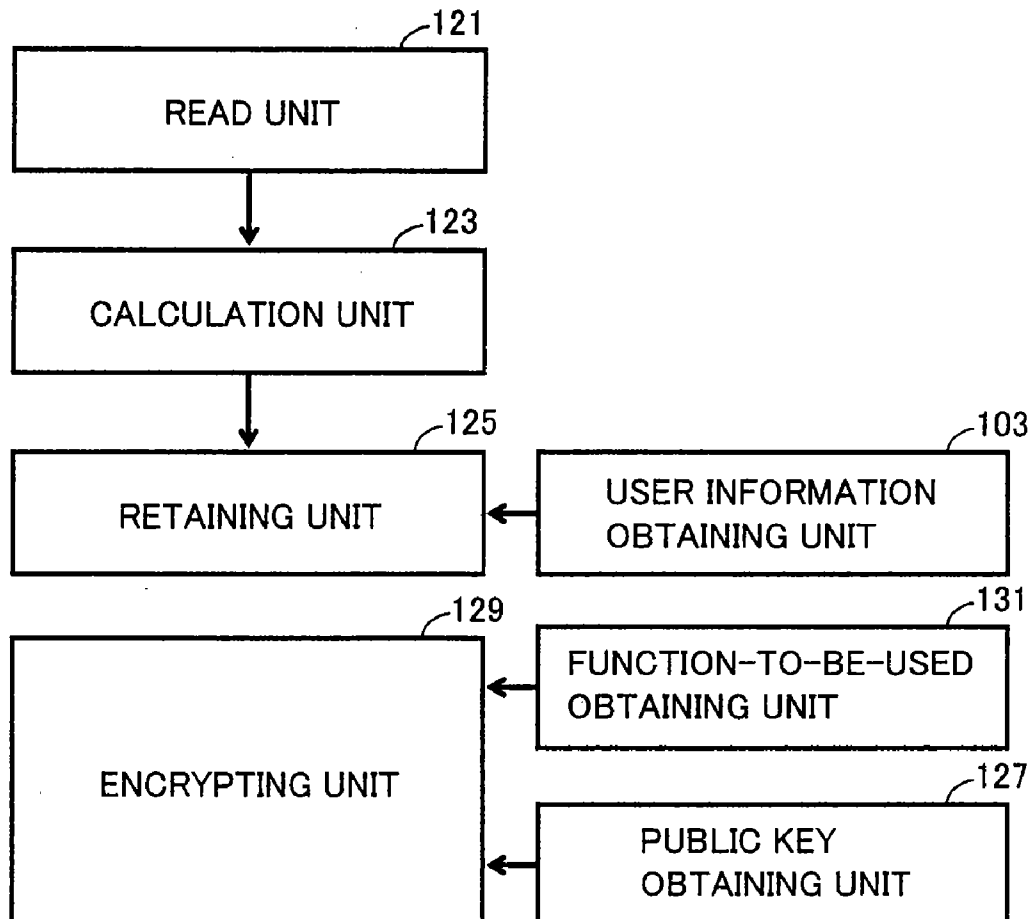 121
READ UNIT
123
CALCULATION UNIT
125
RETAINING UNIT
103
USER INFORMATION
OBTAINING UNIT
129
ENCRYPTING UNIT
131
FUNCTION-TO-BE-USED
OBTAINING UNIT
127
PUBLIC KEY
OBTAINING UNIT